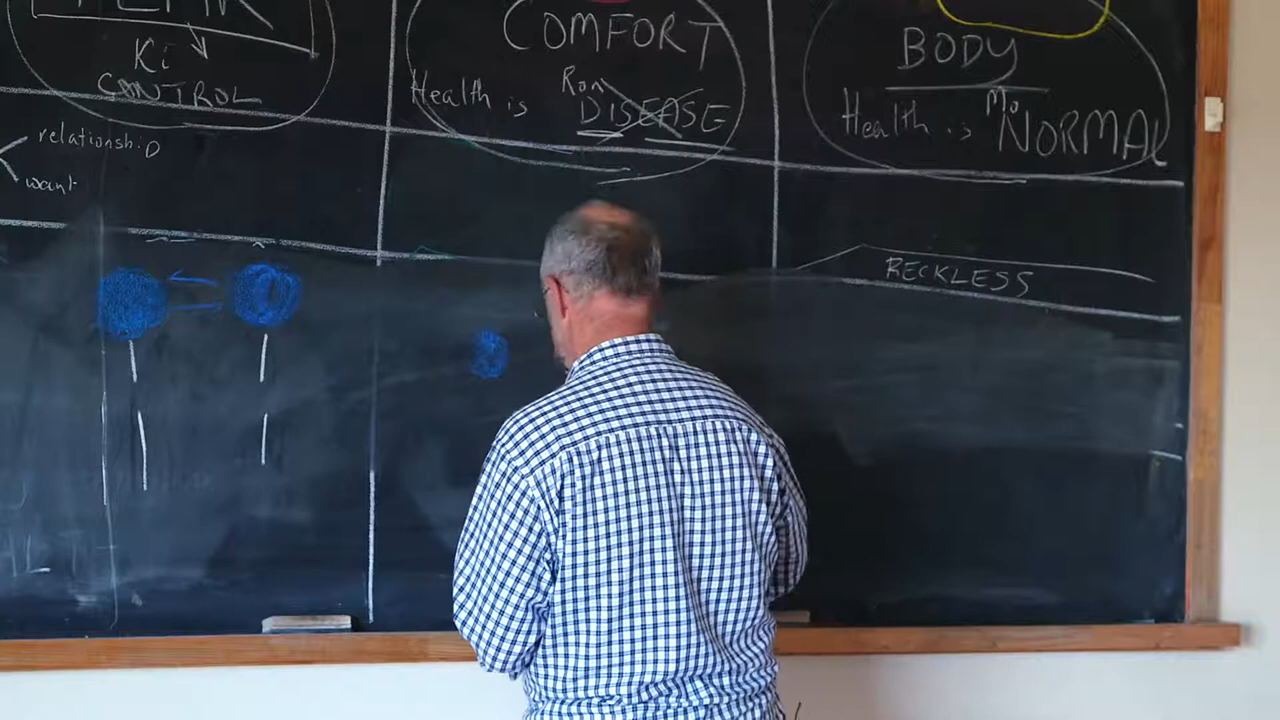 Ki
CONTROL
relationship
want
COMFORT
Health is Ron
DISEASE
BODY
Health is Mo
NORMAL
RECKLESS